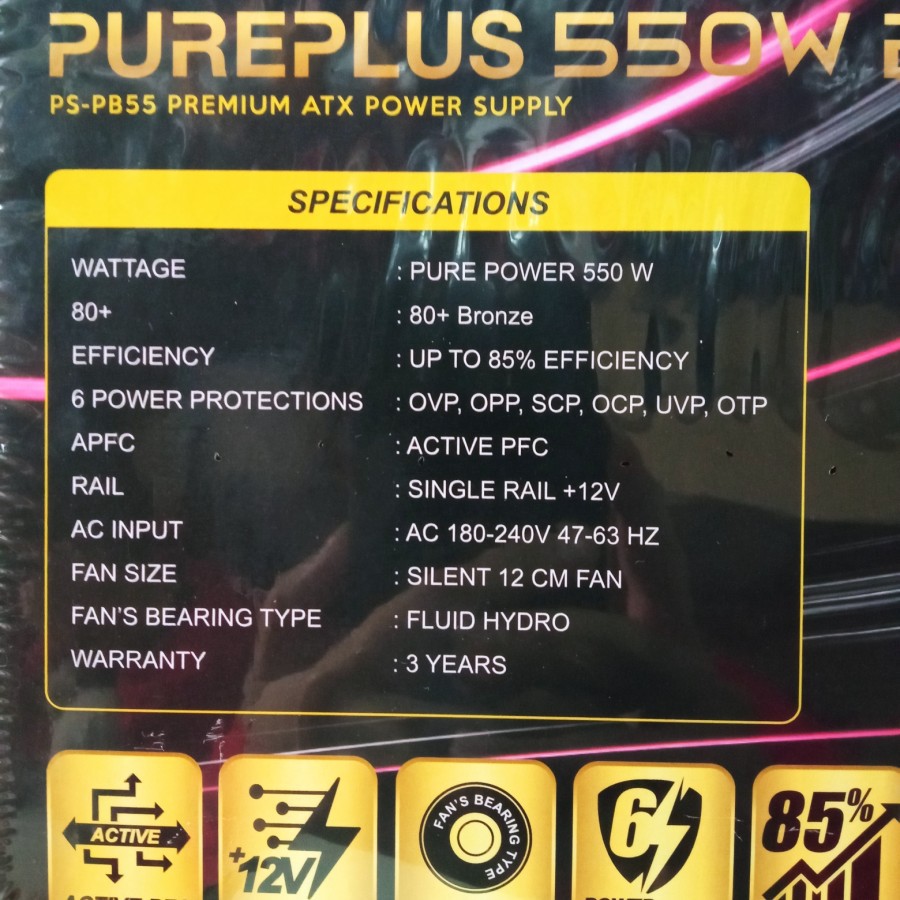 PUREPLUS 550W
PS-PB55 PREMIUM ATX POWER SUPPLY
SPECIFICATIONS
WATTAGE : PURE POWER 550 W
80+ : 80+ Bronze
EFFICIENCY : UP TO 85% EFFICIENCY
6 POWER PROTECTIONS : OVP, OPP, SCP, OCP, UVP, OTP
APFC : ACTIVE PFC
RAIL : SINGLE RAIL +12V
AC INPUT : AC 180-240V 47-63 HZ
FAN SIZE : SILENT 12 CM FAN
FAN'S BEARING TYPE : FLUID HYDRO
WARRANTY : 3 YEARS
ACTIVE
+12V
FAN'S BEARING TYPE
6
85%